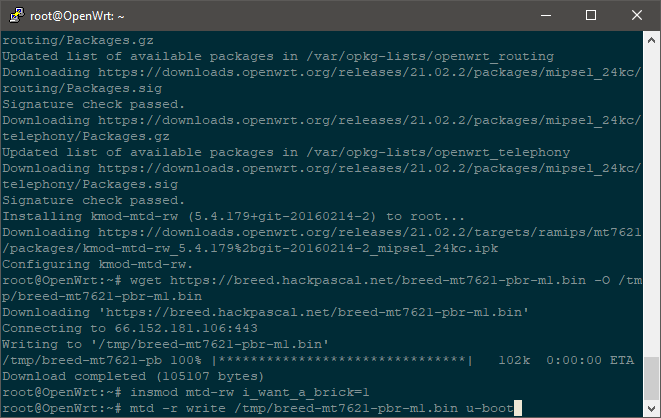 root@OpenWrt: ~
routing/Packages.gz
Updated list of available packages in /var/opkg-lists/openwrt_routing
Downloading https://downloads.openwrt.org/releases/21.02.2/packages/mipsel_24kc/
routing/Packages.sig
Signature check passed.
Downloading https://downloads.openwrt.org/releases/21.02.2/packages/mipsel_24kc/
telephony/Packages.gz
Updated list of available packages in /var/opkg-lists/openwrt_telephony
Downloading https://downloads.openwrt.org/releases/21.02.2/packages/mipsel_24kc/
telephony/Packages.sig
Signature check passed.
Installing kmod-mtd-rw (5.4.179+git-20160214-2) to root...
Downloading https://downloads.openwrt.org/releases/21.02.2/targets/ramips/mt7621
/packages/kmod-mtd-rw_5.4.179%2bgit-20160214-2_mipsel_24kc.ipk
Configuring kmod-mtd-rw.
root@OpenWrt:~# wget https://breed.hackpascal.net/breed-mt7621-pbr-m1.bin -O /tm
p/breed-mt7621-pbr-m1.bin
Downloading 'https://breed.hackpascal.net/breed-mt7621-pbr-m1.bin'
Connecting to 66.152.181.106:443
Writing to '/tmp/breed-mt7621-pbr-m1.bin'
/tmp/breed-mt7621-pb 100% |*******************************|   102k  0:00:00 ETA
Download completed (105107 bytes)
root@OpenWrt:~# insmod mtd-rw i_want_a_brick=1
root@OpenWrt:~# mtd -r write /tmp/breed-mt7621-pbr-m1.bin u-boot